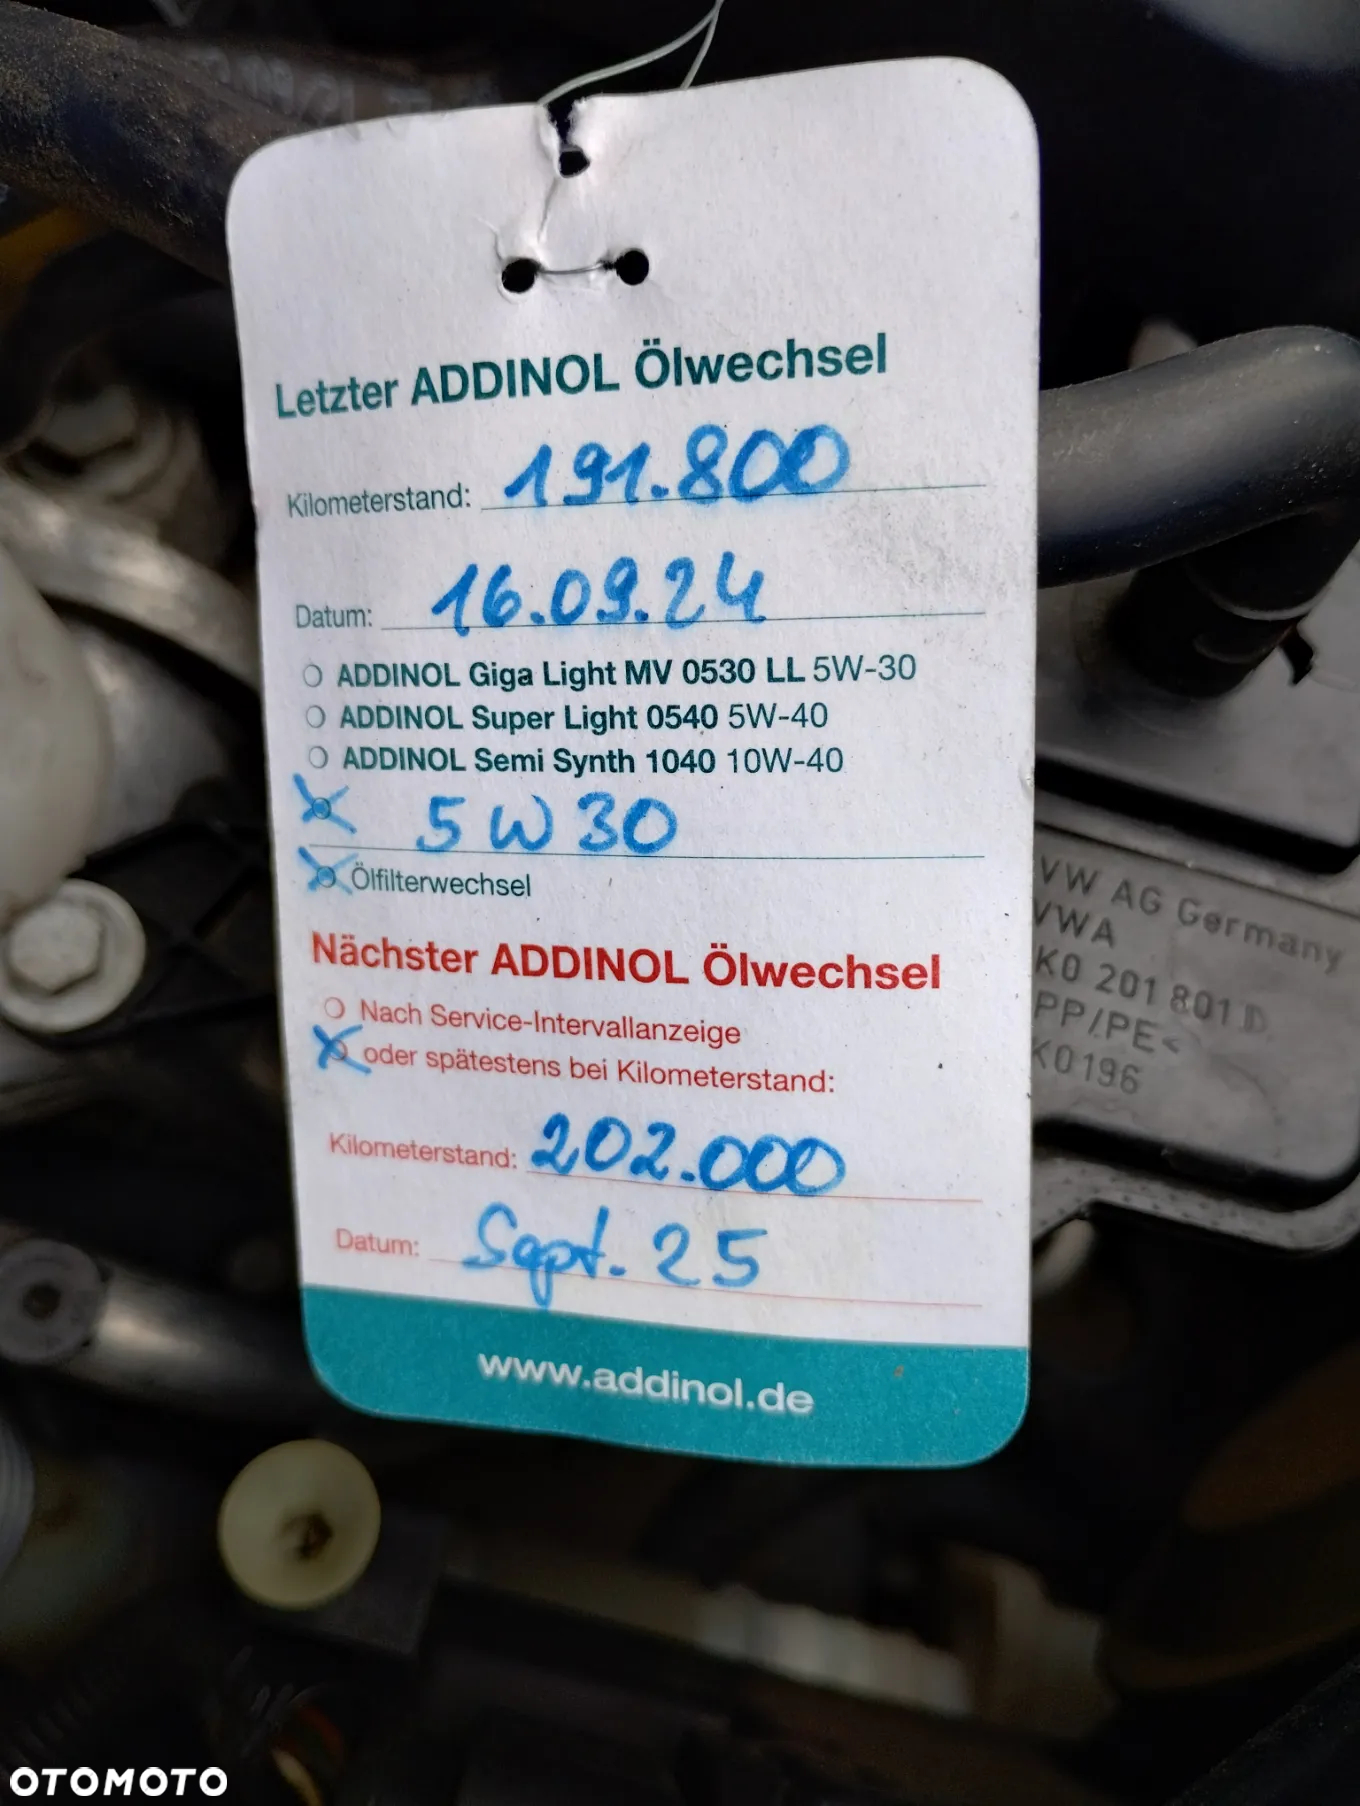 Letzter ADDINOL Ölwechsel
Kilometerstand: 191.800
Datum: 16.09.24
ADDINOL Giga Light MV 0530 LL 5W-30
ADDINOL Super Light 0540 5W-40
ADDINOL Semi Synth 1040 10W-40
5W30
Ölfilterwechsel
Nächster ADDINOL Ölwechsel
Nach Service-Intervallanzeige
oder spätestens bei Kilometerstand:
Kilometerstand: 202.000
Datum: Sept. 25
www.addinol.de
VW AG Germany
VWA
K0 201 801 D
PP/PE<
K0196
OTOMOTO